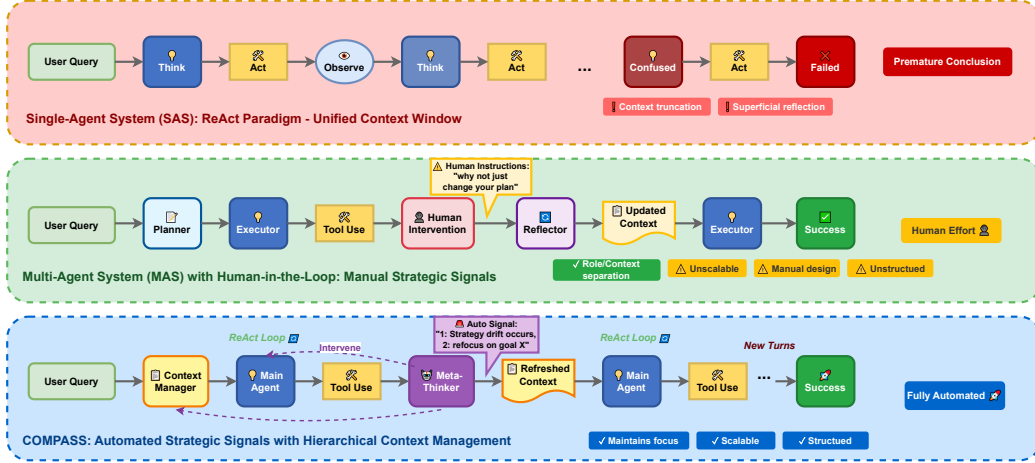 User Query
Think
Act
Observe
Think
Act
...
Confused
Act
Failed
Premature Conclusion
Context truncation
Superficial reflection
Single-Agent System (SAS): ReAct Paradigm - Unified Context Window
Human Instructions:
"why not just
change your plan"
User Query
Planner
Executor
Tool Use
Human
Intervention
Reflector
Updated
Context
Executor
Success
Human Effort
✓ Role/Context
separation
Unscalable
Manual design
Unstructued
Multi-Agent System (MAS) with Human-in-the-Loop: Manual Strategic Signals
Auto Signal:
"1: Strategy drift occurs,
2: refocus on goal X"
ReAct Loop
Intervene
ReAct Loop
New Turns
User Query
Context
Manager
Main
Agent
Tool Use
Meta-
Thinker
Refreshed
Context
Main
Agent
Tool Use
...
Success
Fully Automated
COMPASS: Automated Strategic Signals with Hierarchical Context Management
✓ Maintains focus
✓ Scalable
✓ Structued